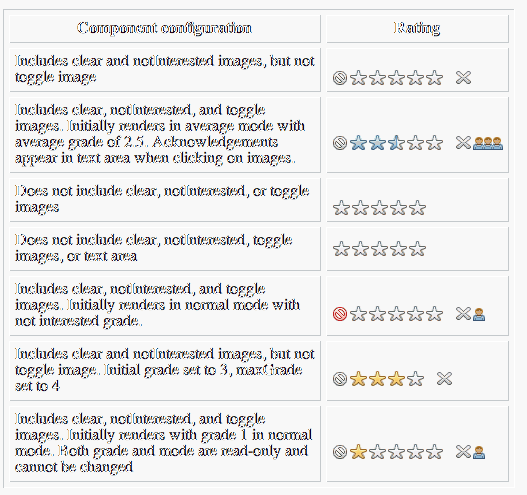 Component configuration
Rating
Includes clear and notInterested images, but not
toggle image
Includes clear, notInterested, and toggle
images. Initially renders in average mode with
average grade of 2.5. Acknowledgements
appear in text area when clicking on images.
Does not include clear, notInterested, or toggle
images
Does not include clear, notInterested, toggle
images, or text area
Includes clear, notInterested, and toggle
images. Initially renders in normal mode with
not interested grade.
Includes clear and notInterested images, but not
toggle image. Initial grade set to 3, maxGrade
set to 4
Includes clear, notInterested, and toggle
images. Initially renders with grade 1 in normal
mode. Both grade and mode are read-only and
cannot be changed